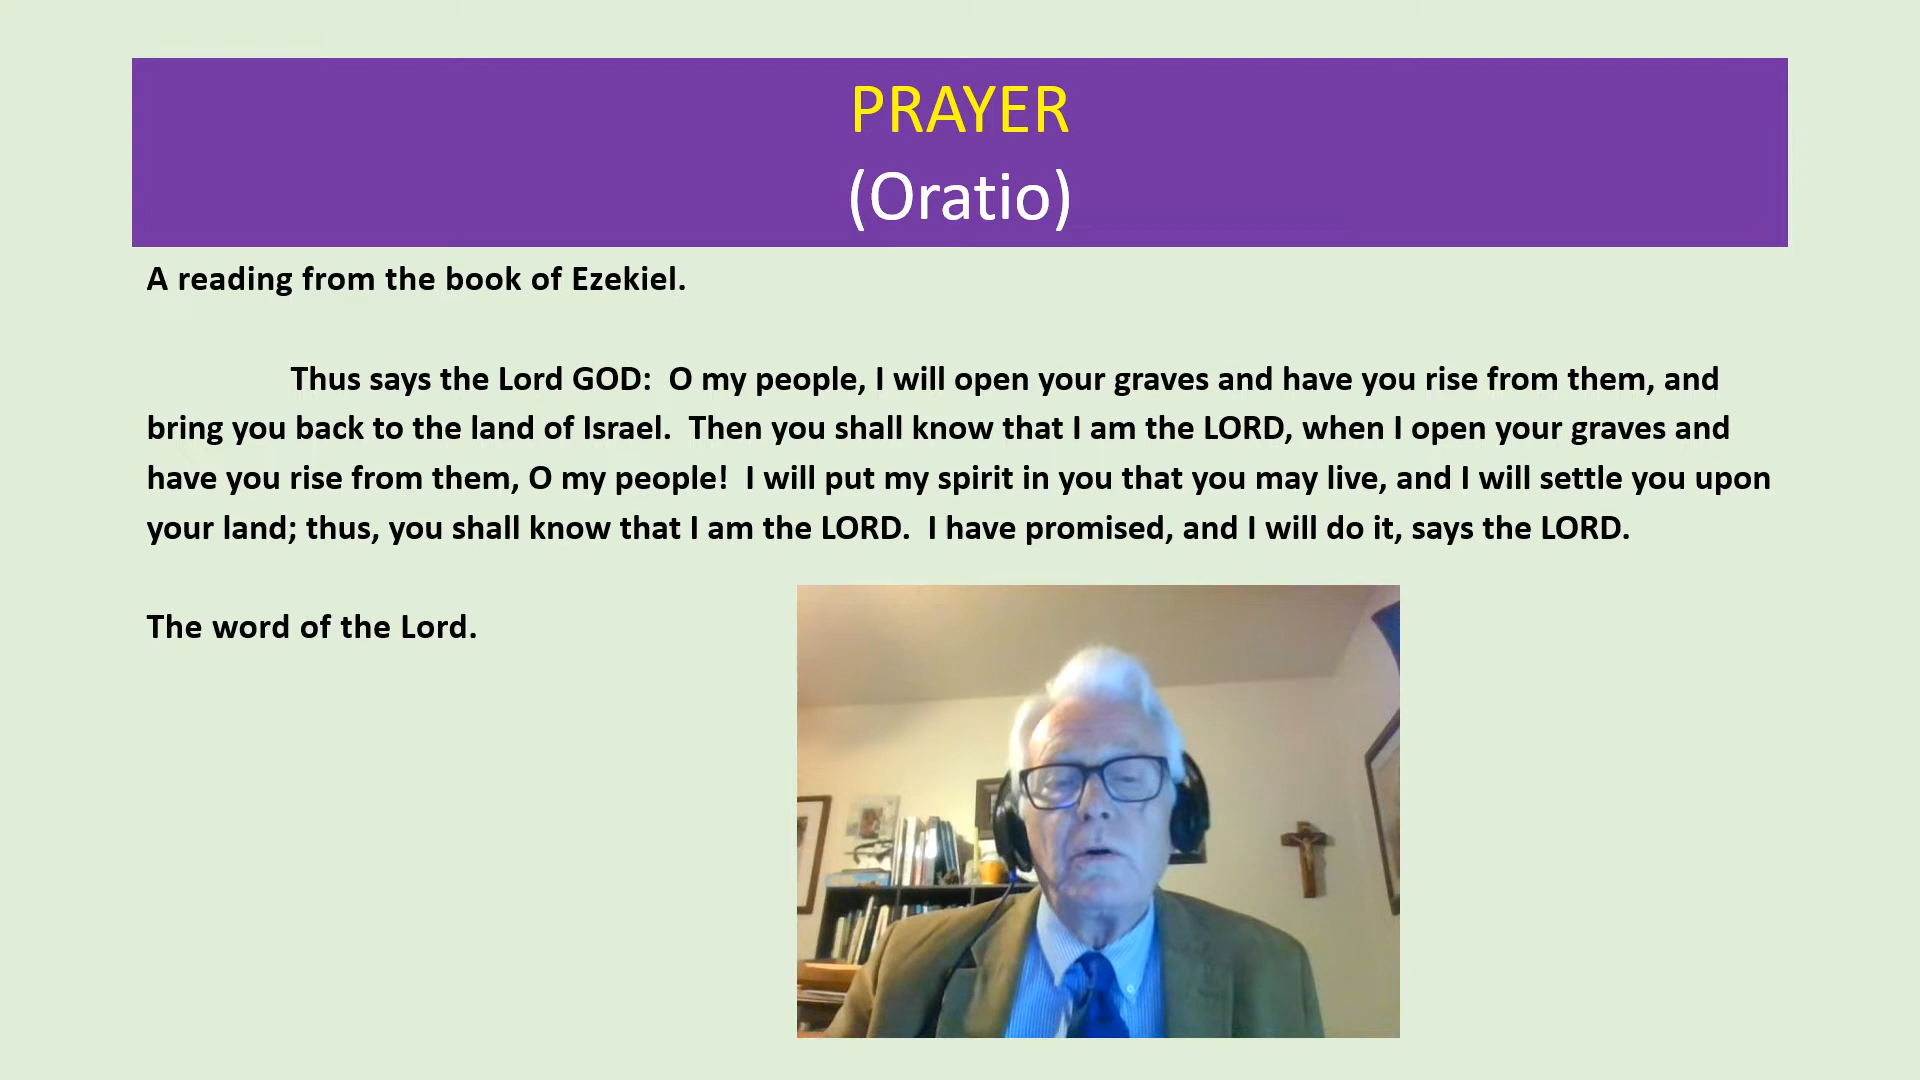 PRAYER
(Oratio)
A reading from the book of Ezekiel.
Thus says the Lord GOD:  O my people, I will open your graves and have you rise from them, and
bring you back to the land of Israel.  Then you shall know that I am the LORD, when I open your graves and
have you rise from them, O my people!  I will put my spirit in you that you may live, and I will settle you upon
your land; thus, you shall know that I am the LORD.  I have promised, and I will do it, says the LORD.
The word of the Lord.